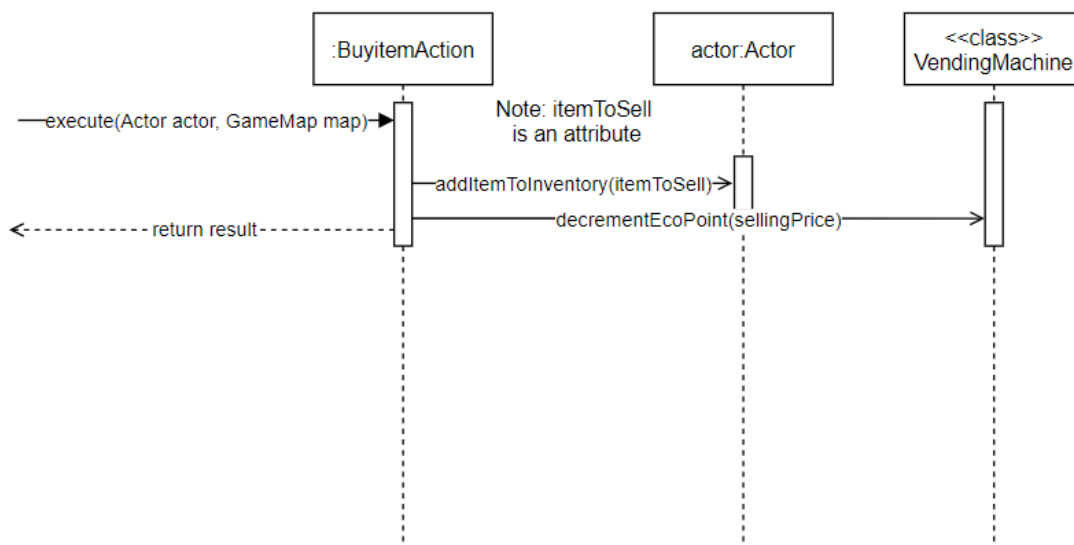 :BuyitemAction
actor:Actor
<<class>>
VendingMachine
execute(Actor actor, GameMap map)
Note: itemToSell
is an attribute
addItemToInventory(itemToSell)
decrementEcoPoint(sellingPrice)
return result